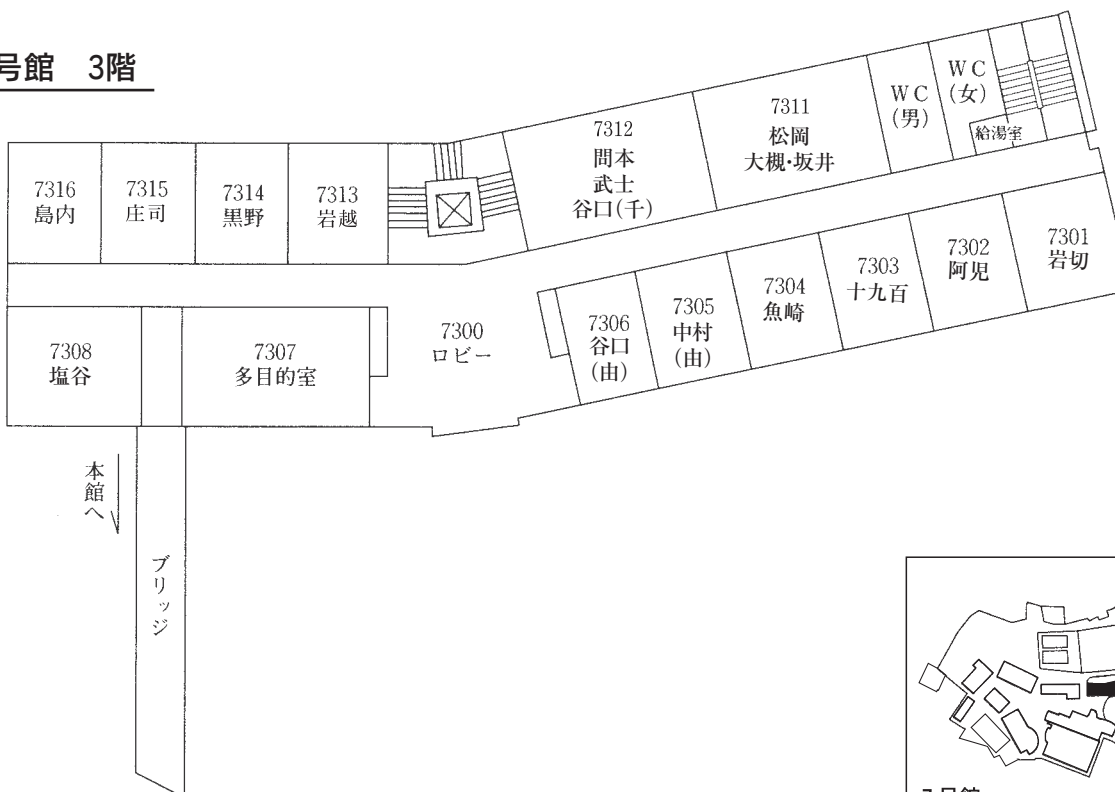 号館 3階
7316
島内
7315
庄司
7314
黒野
7313
岩越
7312
問本
武士
谷口(千)
7311
松岡
大槻・坂井
WC
(男)
WC
(女)
給湯室
7308
塩谷
7307
多目的室
7300
ロビー
7306
谷口
(由)
7305
中村
(由)
7304
魚崎
7303
十九百
7302
阿児
7301
岩切
本館へ
ブリッジ
7号館